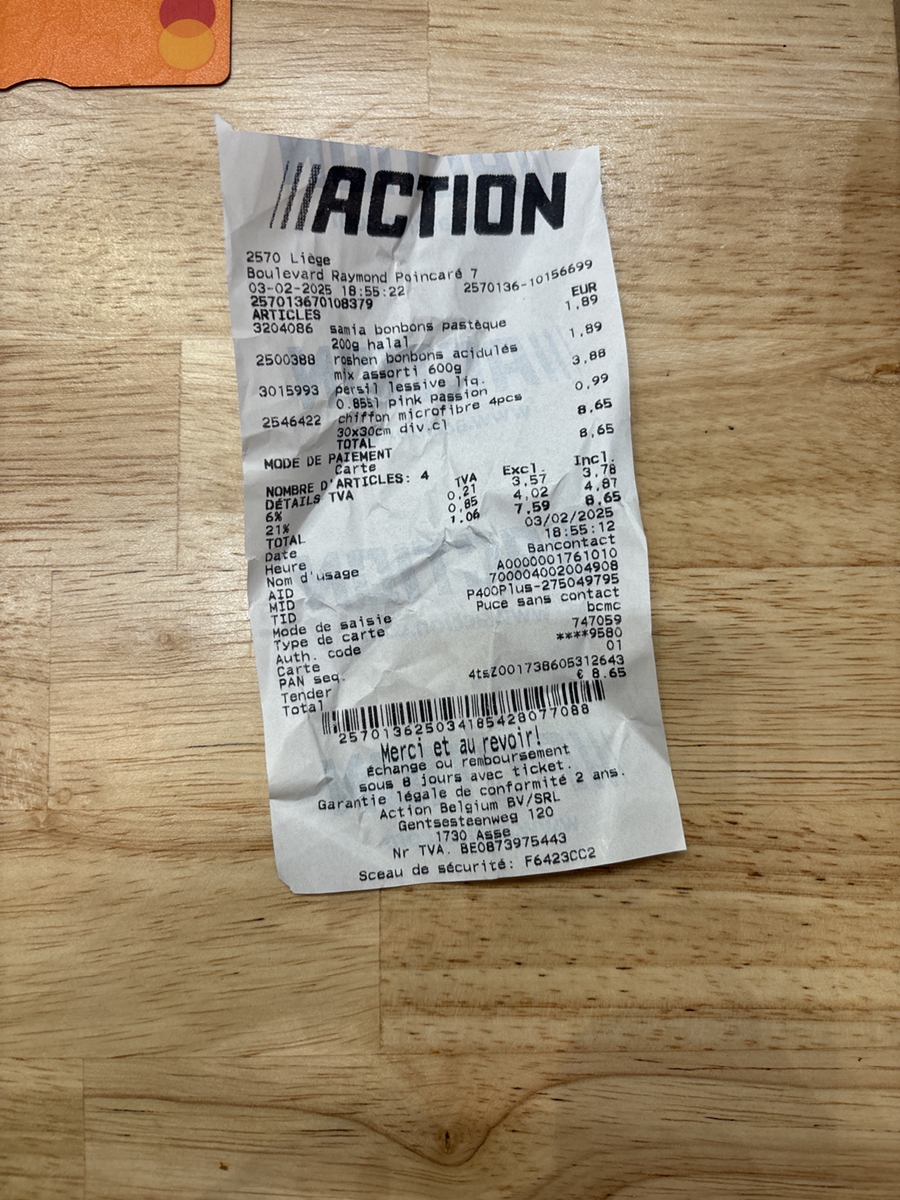 ACTION
2570 Liège
Boulevard Raymond Poincaré 7
03-02-2025 18:55:22 2570136-10156699
257013670108379 EUR
ARTICLES
3204086 samia bonbons pastèque 1,89
200g halal
2500388 roshen bonbons acidulés 1,89
mix assorti 600g
3015993 persil lessive liq. 3,88
0.85sl pink passion
2546422 chiffon microfibre 4pcs 0,99
30x30cm div.cl
TOTAL 8,65
MODE DE PAIEMENT
Carte 8,65
NOMBRE D'ARTICLES: 4
DÉTAILS TVA TVA Excl. Incl.
6% 0,21 3,57 3,78
21% 0,85 4,02 4,87
TOTAL 1,06 7,59 8,65
Date 03/02/2025
Heure 18:55:12
Nom d'usage Bancontact
AID A0000001761010
MID 700004002004908
TID P400Plus-275049795
Mode de saisie Puce sans contact
Type de carte bcmc
Auth. code 747059
Carte ****9580
PAN seq. 01
Tender 4tsZ001738605312643
Total € 8.65
257013625034185428077088
Merci et au revoir!
Échange ou remboursement
sous 8 jours avec ticket.
Garantie légale de conformité 2 ans.
Action Belgium BV/SRL
Gentsesteenweg 120
1730 Asse
Nr TVA. BE0873975443
Sceau de sécurité: F6423CC2